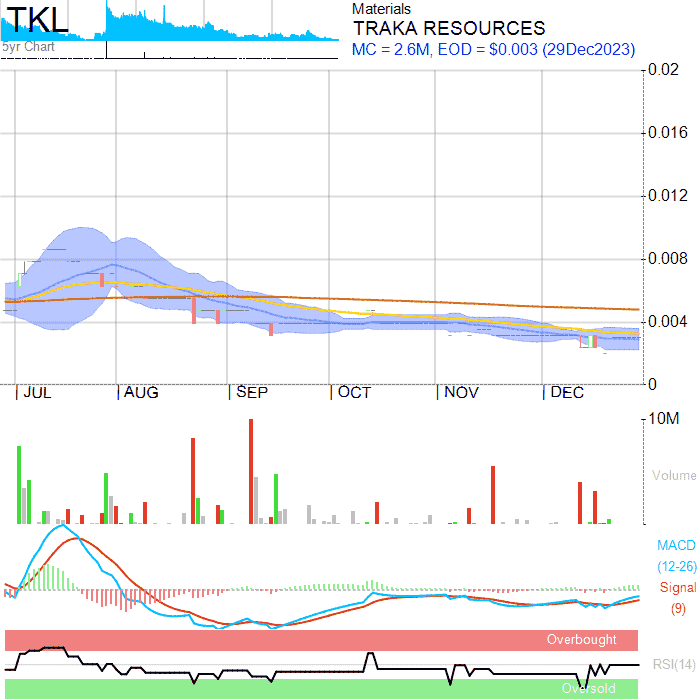 TKL
5yr Chart
Materials
TRAKA RESOURCES
MC = 2.6M, EOD = $0.003 (29Dec2023)
0.02
0.016
0.012
0.008
0.004
0
JUL AUG SEP OCT NOV DEC
10M
Volume
MACD
(12-26)
Signal
(9)
Overbought
RSI(14)
Oversold